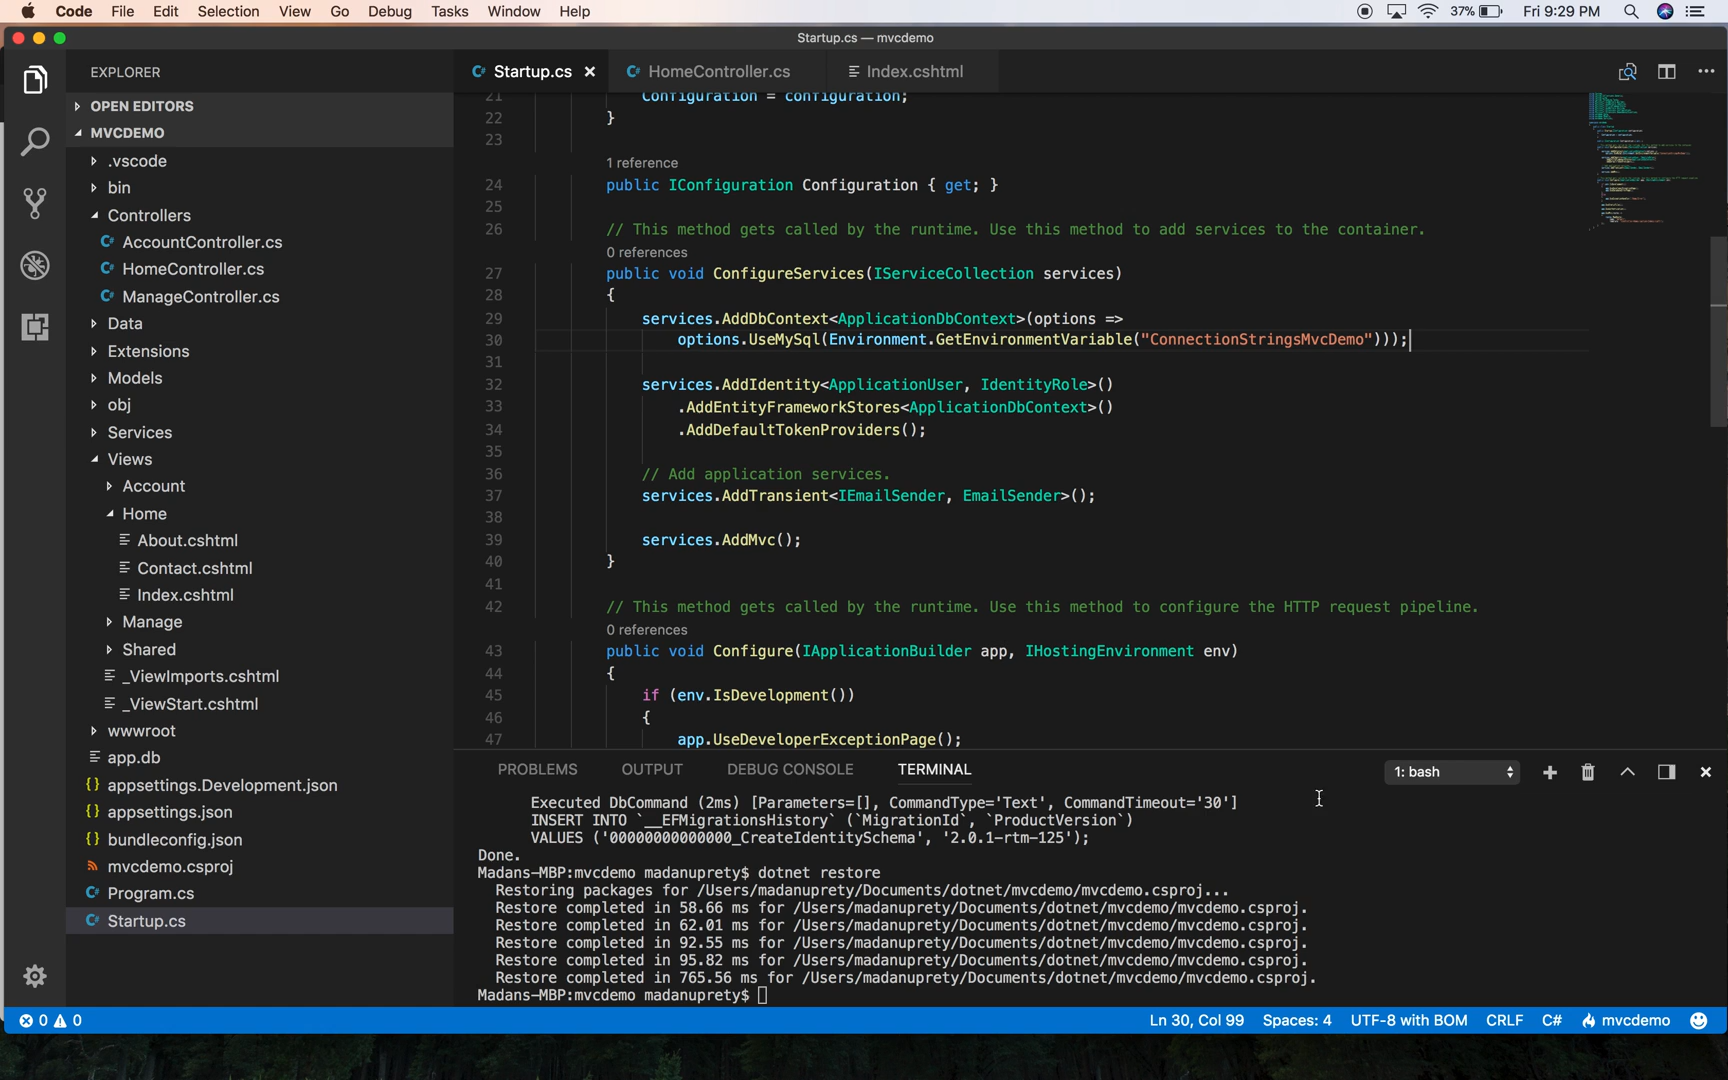 Code File Edit Selection View Go Debug Tasks Window Help 37% Fri 9:29 PM
Startup.cs — mvcdemo
EXPLORER
OPEN EDITORS
MVCDEMO
.vscode
bin
Controllers
AccountController.cs
HomeController.cs
ManageController.cs
Data
Extensions
Models
obj
Services
Views
Account
Home
About.cshtml
Contact.cshtml
Index.cshtml
Manage
Shared
_ViewImports.cshtml
_ViewStart.cshtml
wwwroot
app.db
{} appsettings.Development.json
{} appsettings.json
{} bundleconfig.json
mvcdemo.csproj
Program.cs
Startup.cs
Startup.cs HomeController.cs Index.cshtml
21 Configuration = configuration;
22 }
23
1 reference
24 public IConfiguration Configuration { get; }
25
26 // This method gets called by the runtime. Use this method to add services to the container.
0 references
27 public void ConfigureServices(IServiceCollection services)
28 {
29 services.AddDbContext<ApplicationDbContext>(options =>
30 options.UseMySql(Environment.GetEnvironmentVariable("ConnectionStringsMvcDemo")));
31
32 services.AddIdentity<ApplicationUser, IdentityRole>()
33 .AddEntityFrameworkStores<ApplicationDbContext>()
34 .AddDefaultTokenProviders();
35
36 // Add application services.
37 services.AddTransient<IEmailSender, EmailSender>();
38
39 services.AddMvc();
40 }
41
42 // This method gets called by the runtime. Use this method to configure the HTTP request pipeline.
0 references
43 public void Configure(IApplicationBuilder app, IHostingEnvironment env)
44 {
45 if (env.IsDevelopment())
46 {
47 app.UseDeveloperExceptionPage();
PROBLEMS OUTPUT DEBUG CONSOLE TERMINAL 1: bash
Executed DbCommand (2ms) [Parameters=[], CommandType='Text', CommandTimeout='30']
INSERT INTO `__EFMigrationsHistory` (`MigrationId`, `ProductVersion`)
VALUES ('00000000000000_CreateIdentitySchema', '2.0.1-rtm-125');
Done.
Madans-MBP:mvcdemo madanuprety$ dotnet restore
Restoring packages for /Users/madanuprety/Documents/dotnet/mvcdemo/mvcdemo.csproj...
Restore completed in 58.66 ms for /Users/madanuprety/Documents/dotnet/mvcdemo/mvcdemo.csproj.
Restore completed in 62.01 ms for /Users/madanuprety/Documents/dotnet/mvcdemo/mvcdemo.csproj.
Restore completed in 92.55 ms for /Users/madanuprety/Documents/dotnet/mvcdemo/mvcdemo.csproj.
Restore completed in 95.82 ms for /Users/madanuprety/Documents/dotnet/mvcdemo/mvcdemo.csproj.
Restore completed in 765.56 ms for /Users/madanuprety/Documents/dotnet/mvcdemo/mvcdemo.csproj.
Madans-MBP:mvcdemo madanuprety$
0 0 Ln 30, Col 99 Spaces: 4 UTF-8 with BOM CRLF C# mvcdemo